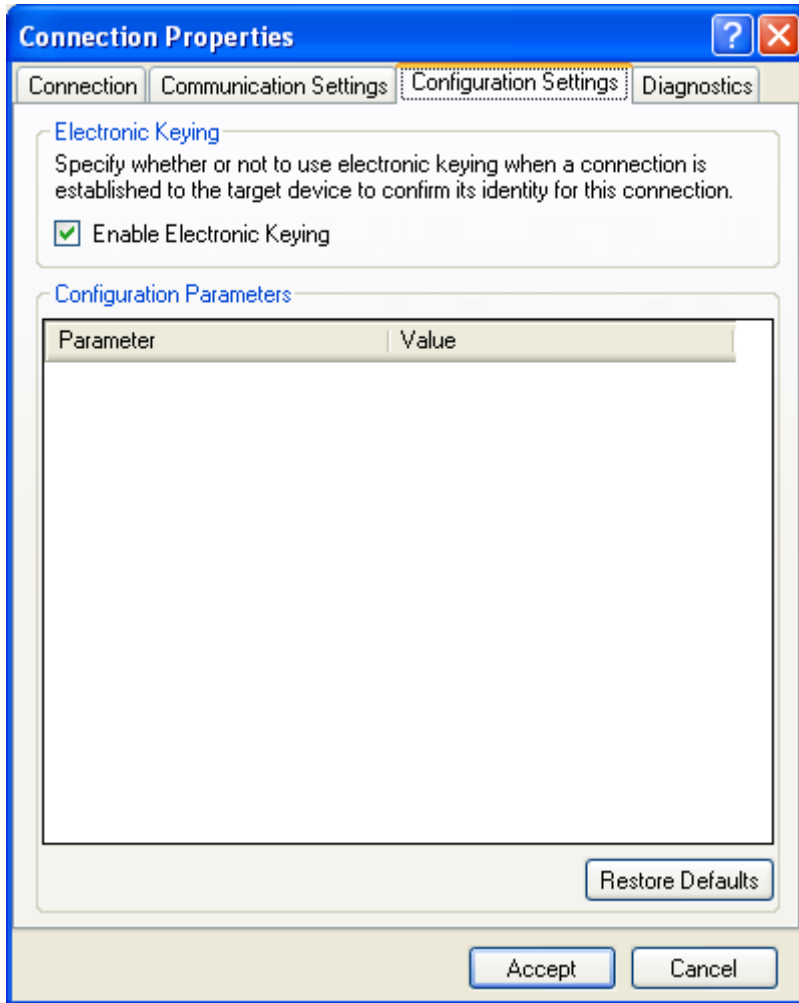 Connection Properties
?
Connection Communication Settings Configuration Settings Diagnostics
Electronic Keying
Specify whether or not to use electronic keying when a connection is
established to the target device to confirm its identity for this connection.
Enable Electronic Keying
Configuration Parameters
Parameter Value
Restore Defaults
Accept Cancel